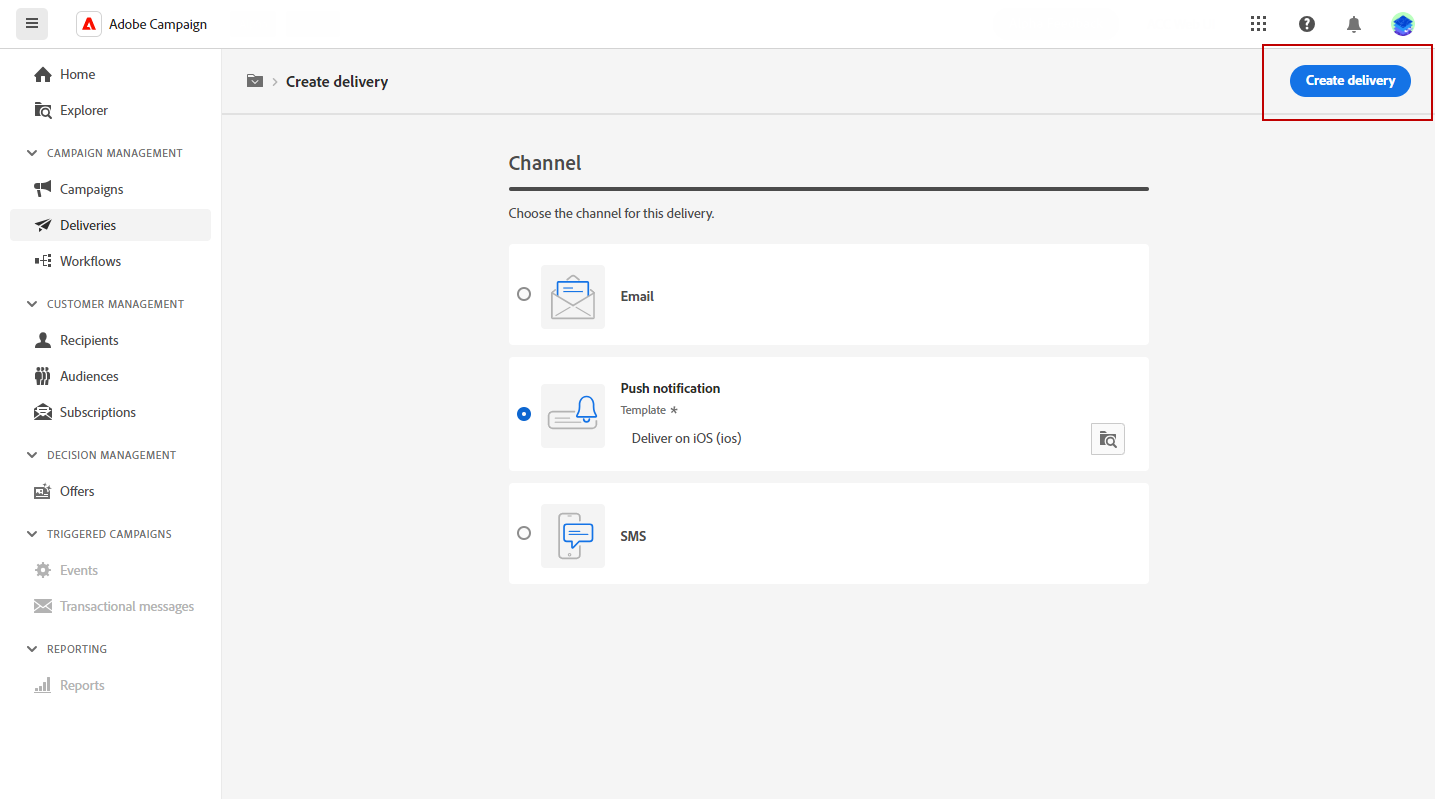 Adobe Campaign
Home
Explorer
CAMPAIGN MANAGEMENT
Campaigns
Deliveries
Workflows
CUSTOMER MANAGEMENT
Recipients
Audiences
Subscriptions
DECISION MANAGEMENT
Offers
TRIGGERED CAMPAIGNS
Events
Transactional messages
REPORTING
Reports
Create delivery
Create delivery
Channel
Choose the channel for this delivery.
Email
Push notification
Template *
Deliver on iOS (ios)
SMS